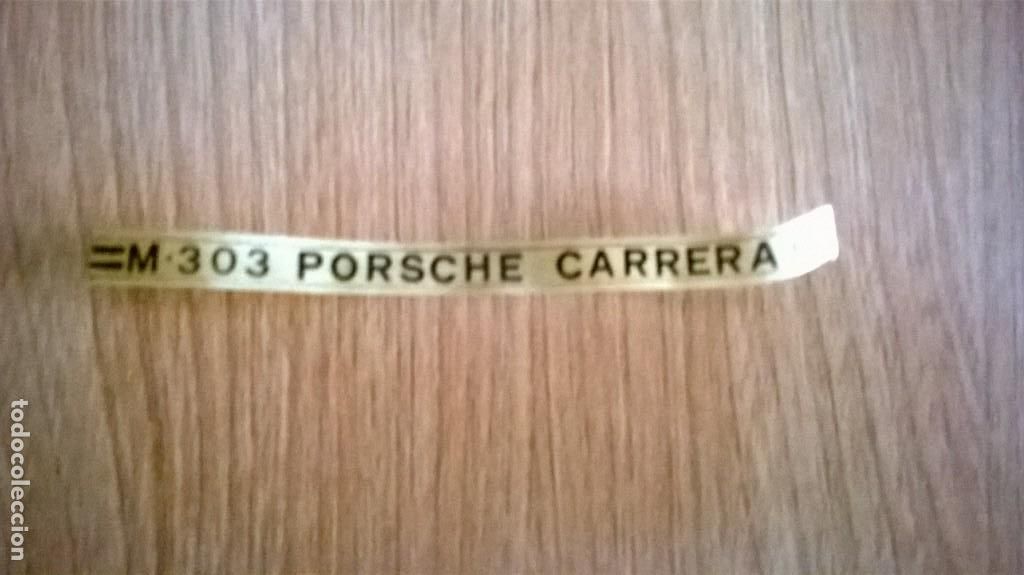 =M·303 PORSCHE CARRERA
todocoleccion